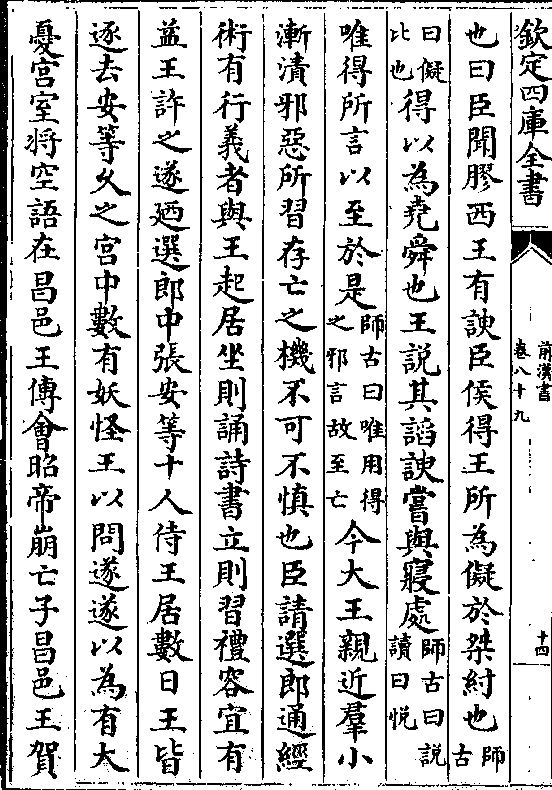 欽定四庫全書
前漢書
卷八十九
十四
也曰臣聞膠西王有諛臣侯得王所為儗於桀紂也師古
曰儗比也得以為堯舜也王說其諂諛嘗與寢處師古曰說讀曰悅
唯得所言以至於是師古曰唯用得之邪言故至亡今大王親近羣小
漸漬邪惡所習存亡之機不可不慎也臣請選郎通經
術有行義者與王起居坐則誦詩書立則習禮容宜有
益王許之遂廼選郎中張安等十人侍王居數日王皆
逐去安等久之宮中數有妖怪王以問遂遂以為有大
憂宮室将空語在昌邑王傳會昭帝崩亡子昌邑王賀